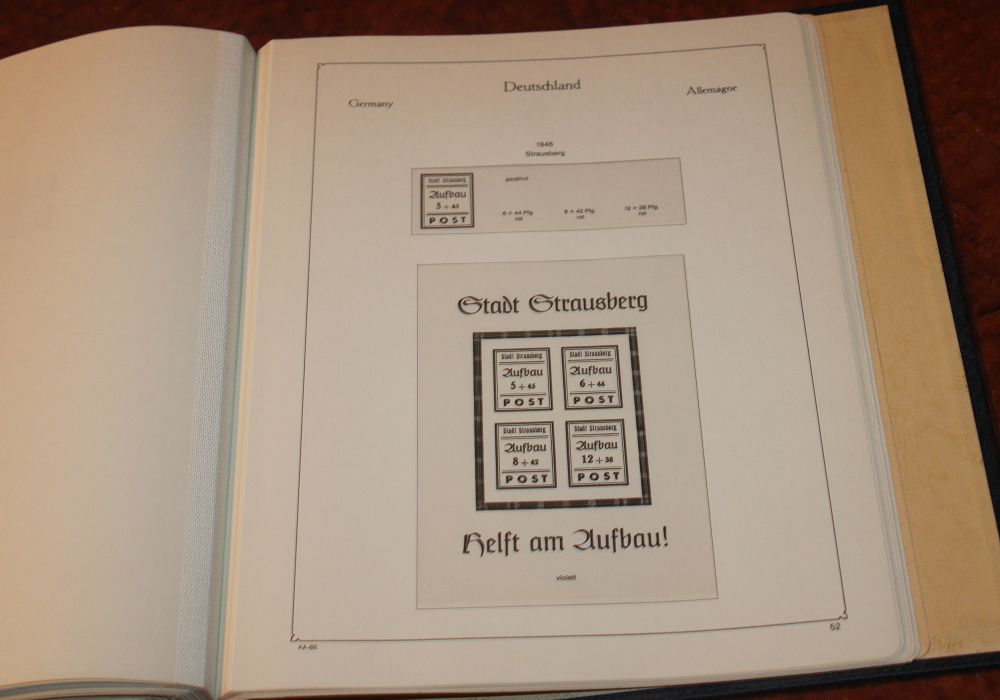 Deutschland
Germany
Allemagne
1946
Strausberg
Stadt Strausberg
Aufbau
5 + 45
POST
gezähnt
6 + 44 Pfg.
rot
8 + 42 Pfg.
rot
12 + 38 Pfg.
rot
Stadt Strausberg
Stadt Strausberg
Aufbau
5 + 45
POST
Stadt Strausberg
Aufbau
6 + 44
POST
Stadt Strausberg
Aufbau
8 + 42
POST
Stadt Strausberg
Aufbau
12 + 38
POST
Helft am Aufbau!
violett
52
KA-BE